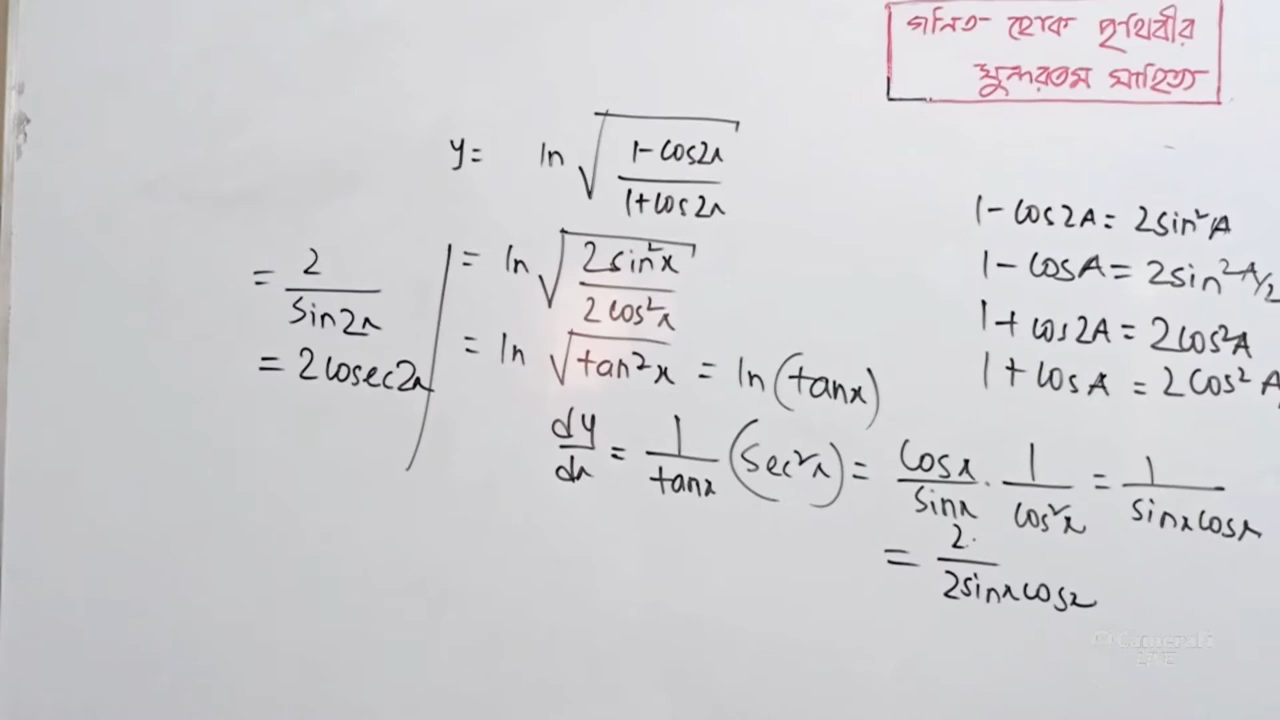 গনিত হোক পৃথিবীর
সুন্দরতম সাহিত্য
y = ln √((1-cos2x)/(1+cos2x))
= ln √((2sin²x)/(2cos²x))
= ln √(tan²x) = ln(tanx)
dy/dx = 1/tanx (sec²x) = cosx/sinx · 1/cos²x = 1/(sinxcosx)
= 2/(2sinxcosx)
= 2/sin2x
= 2cosec2x
1-cos2A = 2sin²A
1-cosA = 2sin²A/2
1+cos2A = 2cos²A
1+cosA = 2cos²A